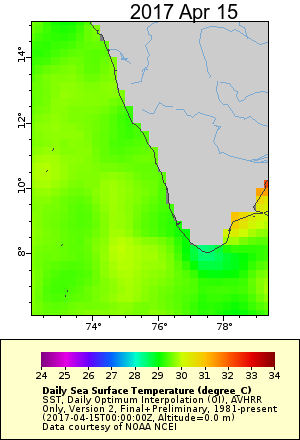 2017 Apr 15
14°
12°
10°
8°
74° 76° 78°
24 25 26 27 28 29 30 31 32 33 34
Daily Sea Surface Temperature (degree_C)
SST, Daily Optimum Interpolation (OI), AVHRR
Only, Version 2, Final+Preliminary, 1981-present
(2017-04-15T00:00:00Z, Altitude=0.0 m)
Data courtesy of NOAA NCEI